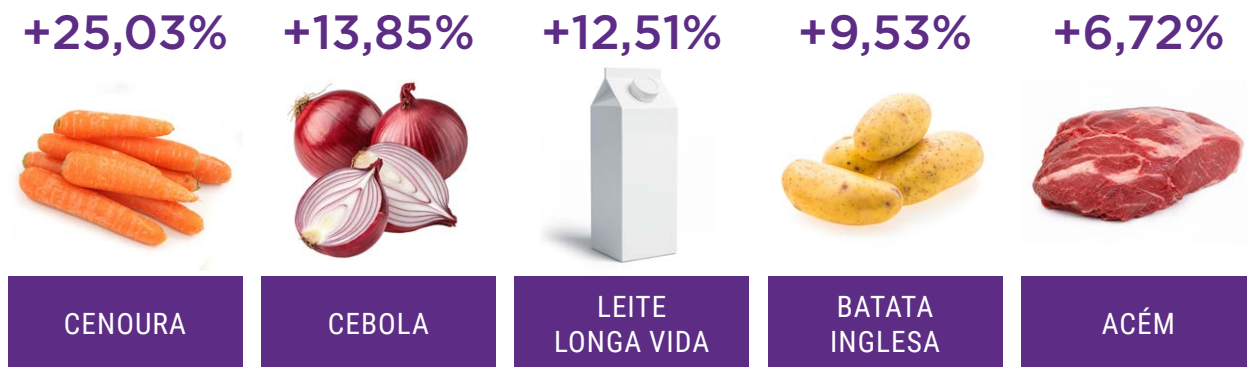 +25,03%
+13,85%
+12,51%
+9,53%
+6,72%
CENOURA
CEBOLA
LEITE
LONGA VIDA
BATATA
INGLESA
ACÉM